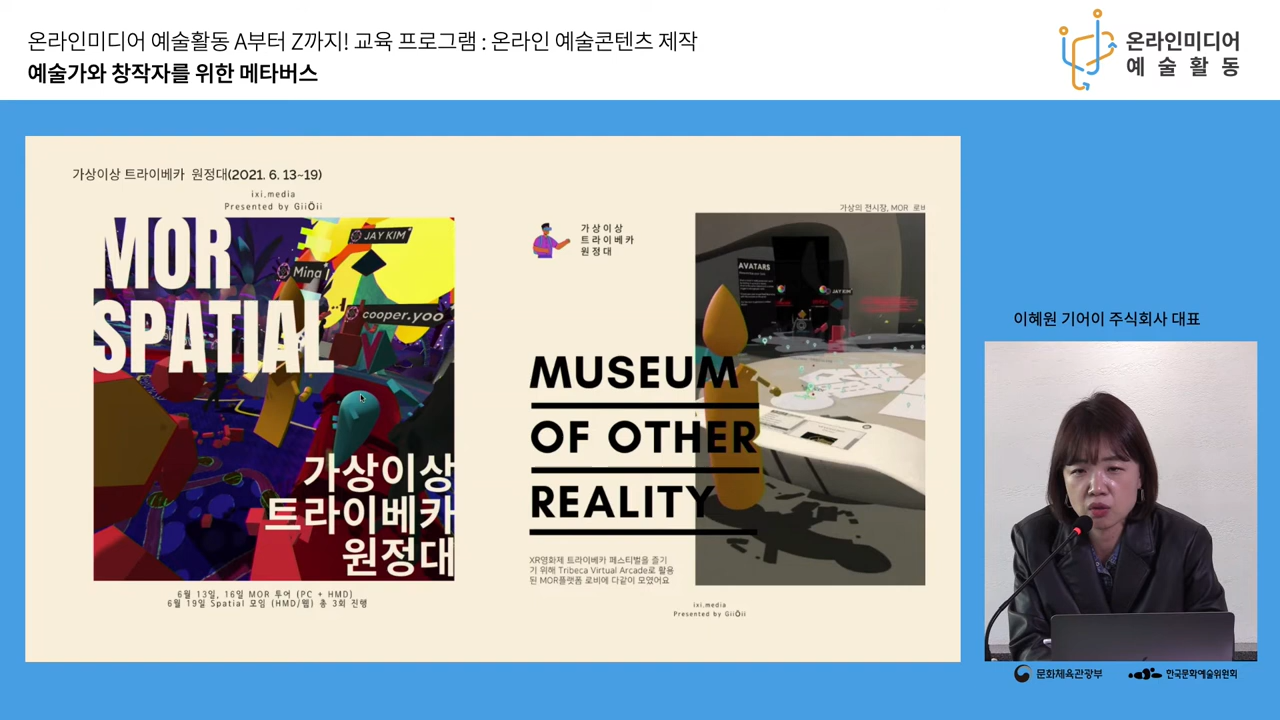 온라인미디어 예술활동 A부터 Z까지! 교육 프로그램 : 온라인 예술콘텐츠 제작
예술가와 창작자를 위한 메타버스
온라인미디어
예술활동
가상이상 트라이베카 원정대(2021. 6. 13~19)
ixi.media
Presented by GiiÖii
MOR
SPATIAL
JAY KIM
Mina
cooper.yoo
가상이상
트라이베카
원정대
6월 13일, 16일 MOR 투어 (PC + HMD)
6월 19일 Spatial 모임 (HMD/웹) 총 3회 진행
가상이상
트라이베카
원정대
가상의 전시장, MOR 로비
AVATARS
JAY KIM
MUSEUM
OF OTHER
REALITY
XR영화제 트라이베카 페스티벌을 즐기
기 위해 Tribeca Virtual Arcade로 활용
된 MOR플랫폼 로비에 다같이 모였어요
ixi.media
Presented by GiiÖii
이혜원 기어이 주식회사 대표
문화체육관광부
한국문화예술위원회